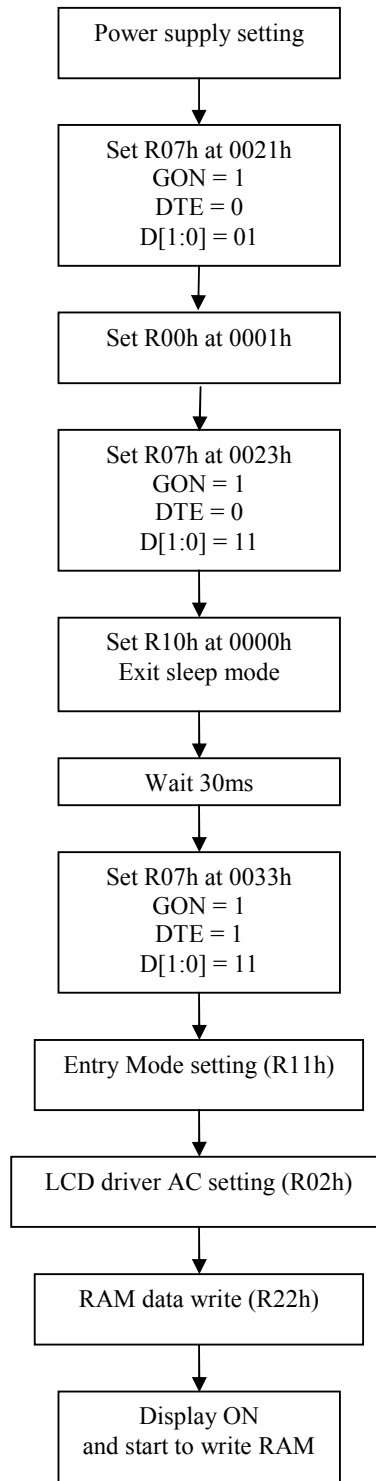 Power supply setting
Set R07h at 0021h
GON = 1
DTE = 0
D[1:0] = 01
Set R00h at 0001h
Set R07h at 0023h
GON = 1
DTE = 0
D[1:0] = 11
Set R10h at 0000h
Exit sleep mode
Wait 30ms
Set R07h at 0033h
GON = 1
DTE = 1
D[1:0] = 11
Entry Mode setting (R11h)
LCD driver AC setting (R02h)
RAM data write (R22h)
Display ON
and start to write RAM